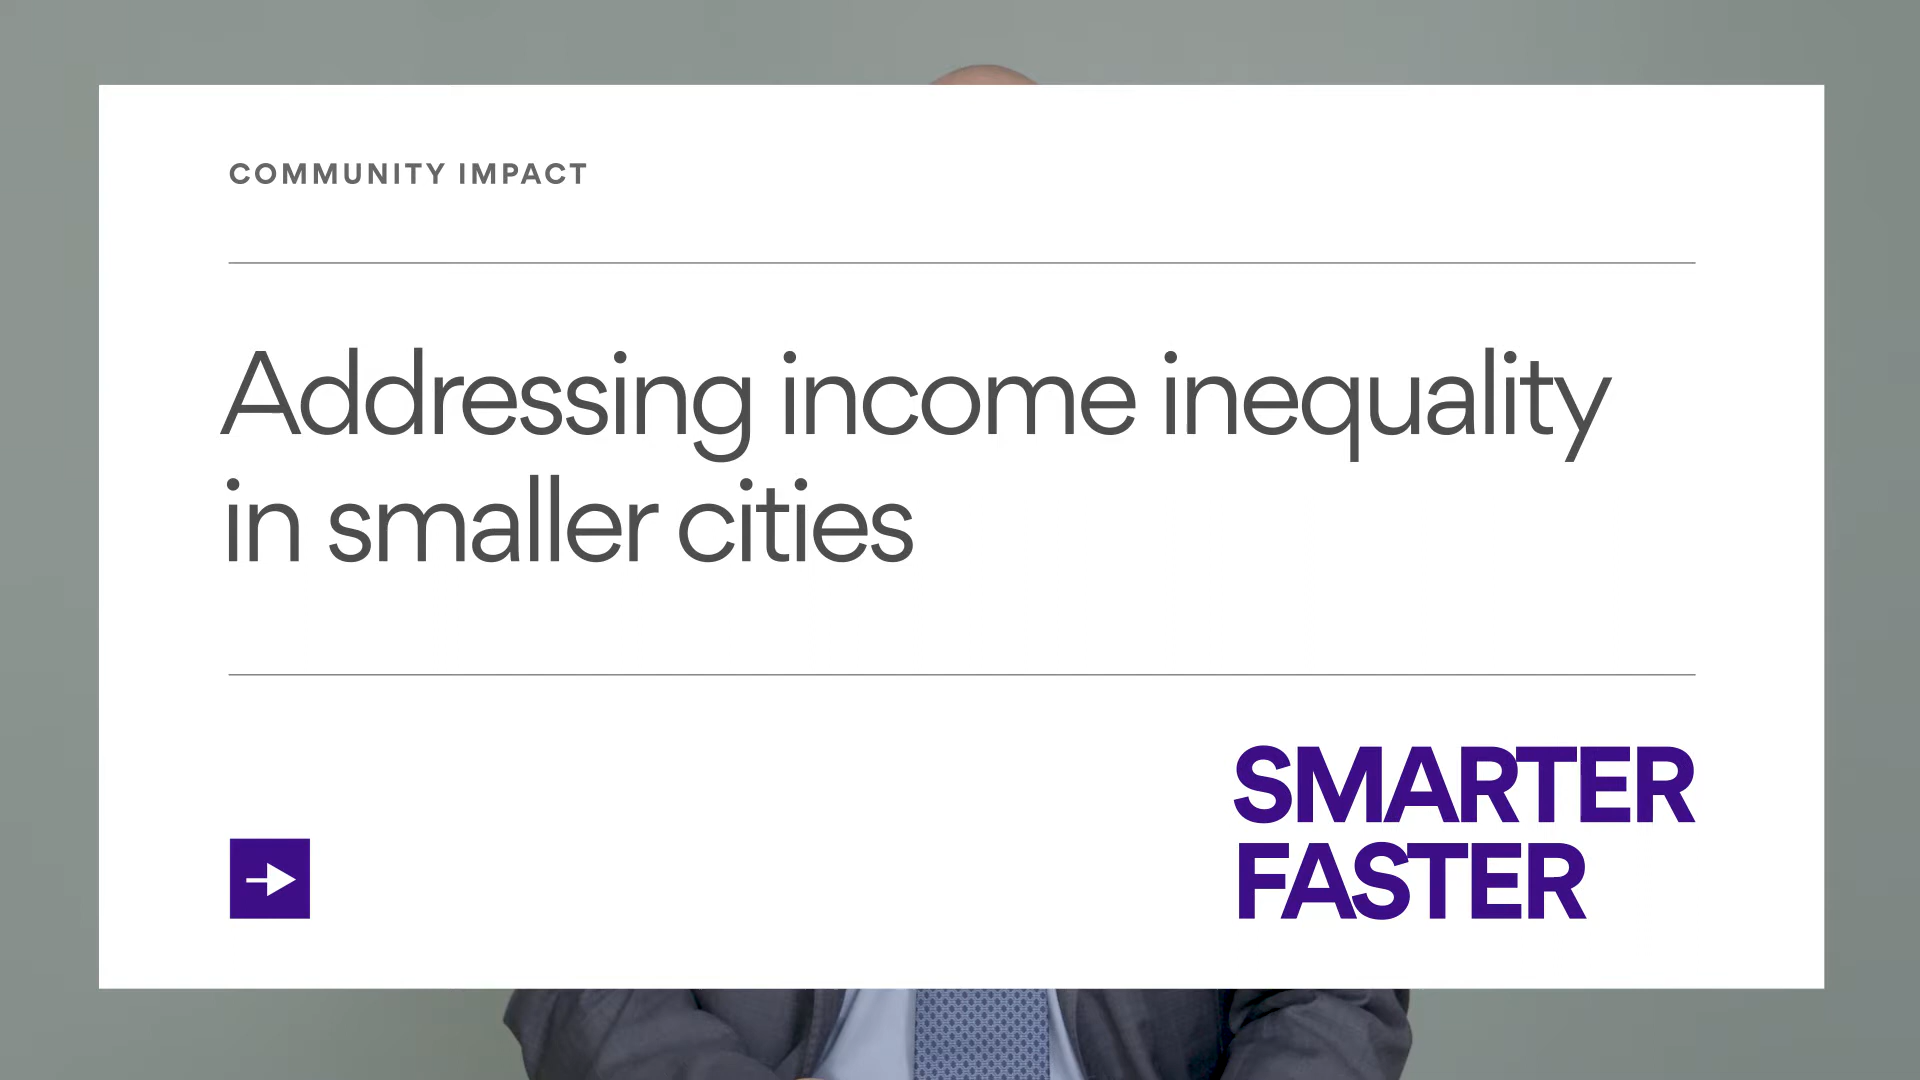 COMMUNITY IMPACT
Addressing income inequality
in smaller cities
SMARTER
FASTER